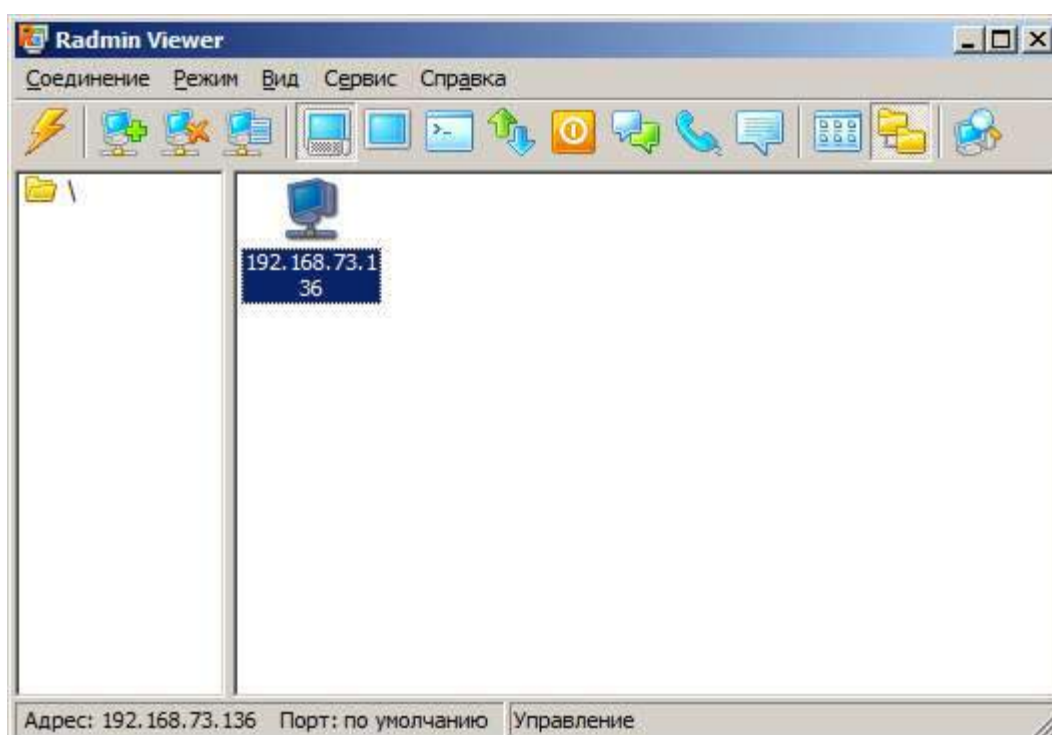 Radmin Viewer
Соединение Режим Вид Сервис Справка
\
192.168.73.1
36
Адрес: 192.168.73.136 Порт: по умолчанию Управление